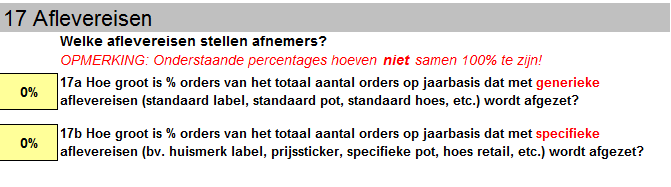 17 Aflevereisen
Welke aflevereisen stellen afnemers?
OPMERKING: Onderstaande percentages hoeven niet samen 100% te zijn!
17a Hoe groot is % orders van het totaal aantal orders op jaarbasis dat met generieke
0%
aflevereisen (standaard label, standaard pot, standaard hoes, etc.) wordt afgezet?
17b Hoe groot is % orders van het totaal aantal orders op jaarbasis dat met specifieke
0%
aflevereisen (bv. huismerk label, prijssticker, specifieke pot, hoes retail, etc.) wordt afgezet?